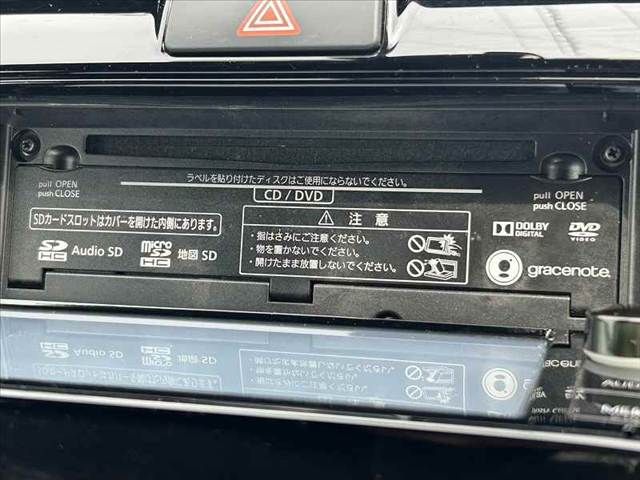 ラベルを貼り付けたディスクはご使用にならないでください。
CD / DVD
pull OPEN
push CLOSE
SDカードスロットはカバーを開けた内側にあります。
SD HC Audio SD
micro SD HC 地図 SD
⚠ 注 意
・指はさみにご注意ください。
・物を置かないでください。
・開けたまま放置しないでください。
pull OPEN
push CLOSE
DOLBY
DIGITAL
DVD
VIDEO
gracenote.